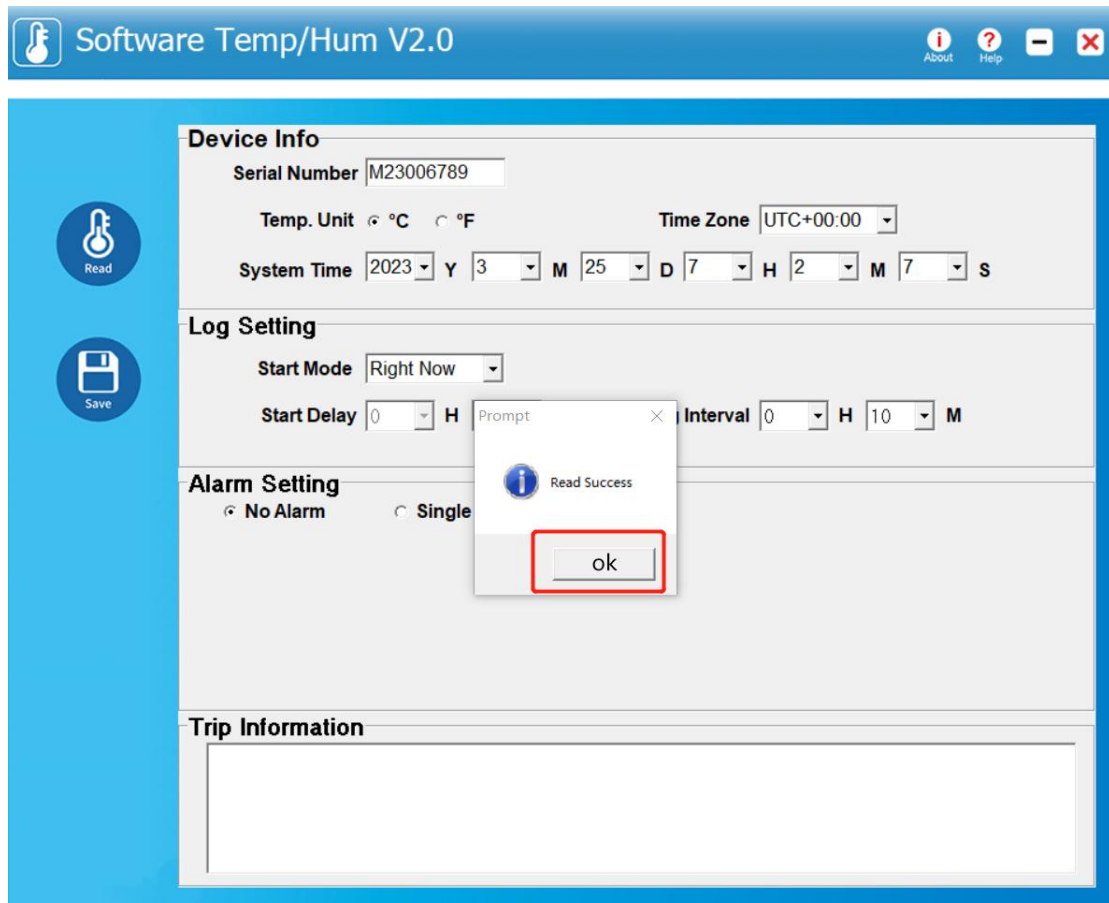 Software Temp/Hum V2.0
About
Help
Device Info
Serial Number M23006789
Temp. Unit °C °F Time Zone UTC+00:00
System Time 2023 Y 3 M 25 D 7 H 2 M 7 S
Read
Log Setting
Start Mode Right Now
Save
Start Delay 0 H Interval 0 H 10 M
Prompt
Read Success
ok
Alarm Setting
No Alarm Single
Trip Information